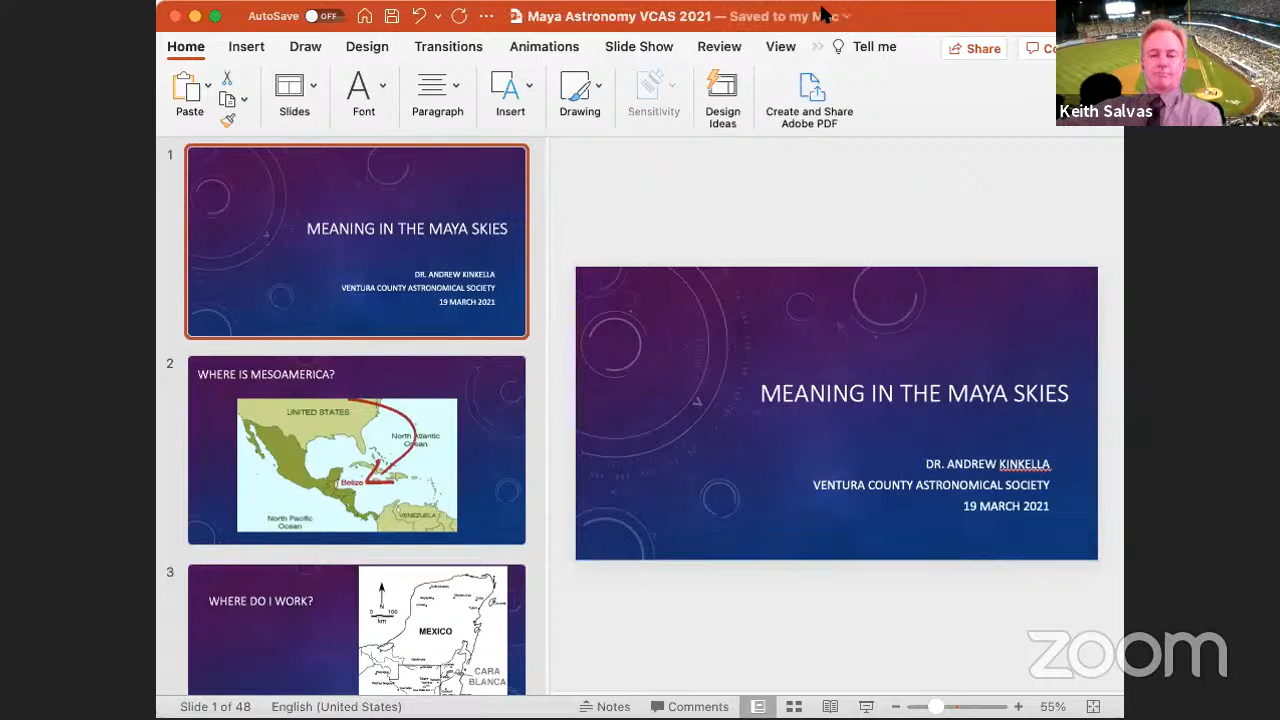 AutoSave OFF
Maya Astronomy VCAS 2021 — Saved to my Mac
Home Insert Draw Design Transitions Animations Slide Show Review View Tell me Share
Keith Salvas
Paste Slides Font Paragraph Insert Drawing Sensitivity Design Ideas Create and Share Adobe PDF
1
MEANING IN THE MAYA SKIES
DR. ANDREW KINKELLA
VENTURA COUNTY ASTRONOMICAL SOCIETY
19 MARCH 2021
2
WHERE IS MESOAMERICA?
UNITED STATES
North Atlantic
Ocean
Belize
North Pacific
Ocean
VENEZUELA
3
WHERE DO I WORK?
N
0 100
km
MEXICO
CARA
BLANCA
MEANING IN THE MAYA SKIES
DR. ANDREW KINKELLA
VENTURA COUNTY ASTRONOMICAL SOCIETY
19 MARCH 2021
zoom
Slide 1 of 48 English (United States) Notes Comments 55%